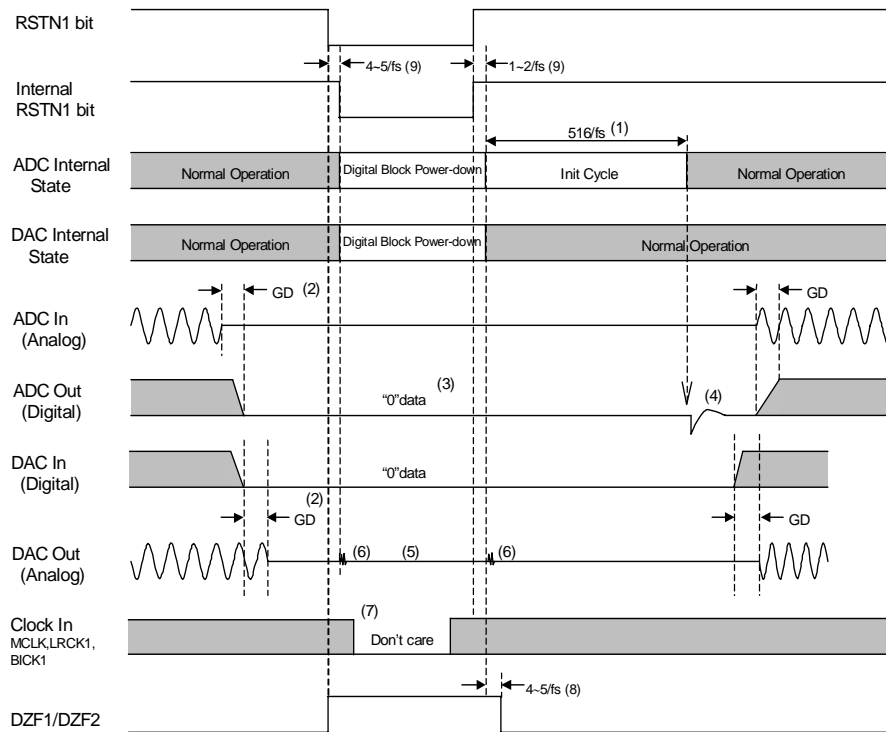 RSTN1 bit
4~5/fs (9)
1~2/fs (9)
Internal
RSTN1 bit
516/fs (1)
ADC Internal
State
Normal Operation
Digital Block Power-down
Init Cycle
Normal Operation
DAC Internal
State
Normal Operation
Digital Block Power-down
Normal Operation
GD (2)
GD
ADC In
(Analog)
ADC Out
(Digital)
“0”data
(3)
(4)
DAC In
(Digital)
“0”data
(2)
GD
GD
DAC Out
(Analog)
(6)
(5)
(6)
Clock In
MCLK,LRCK1,
BICK1
(7)
Don’t care
4~5/fs (8)
DZF1/DZF2